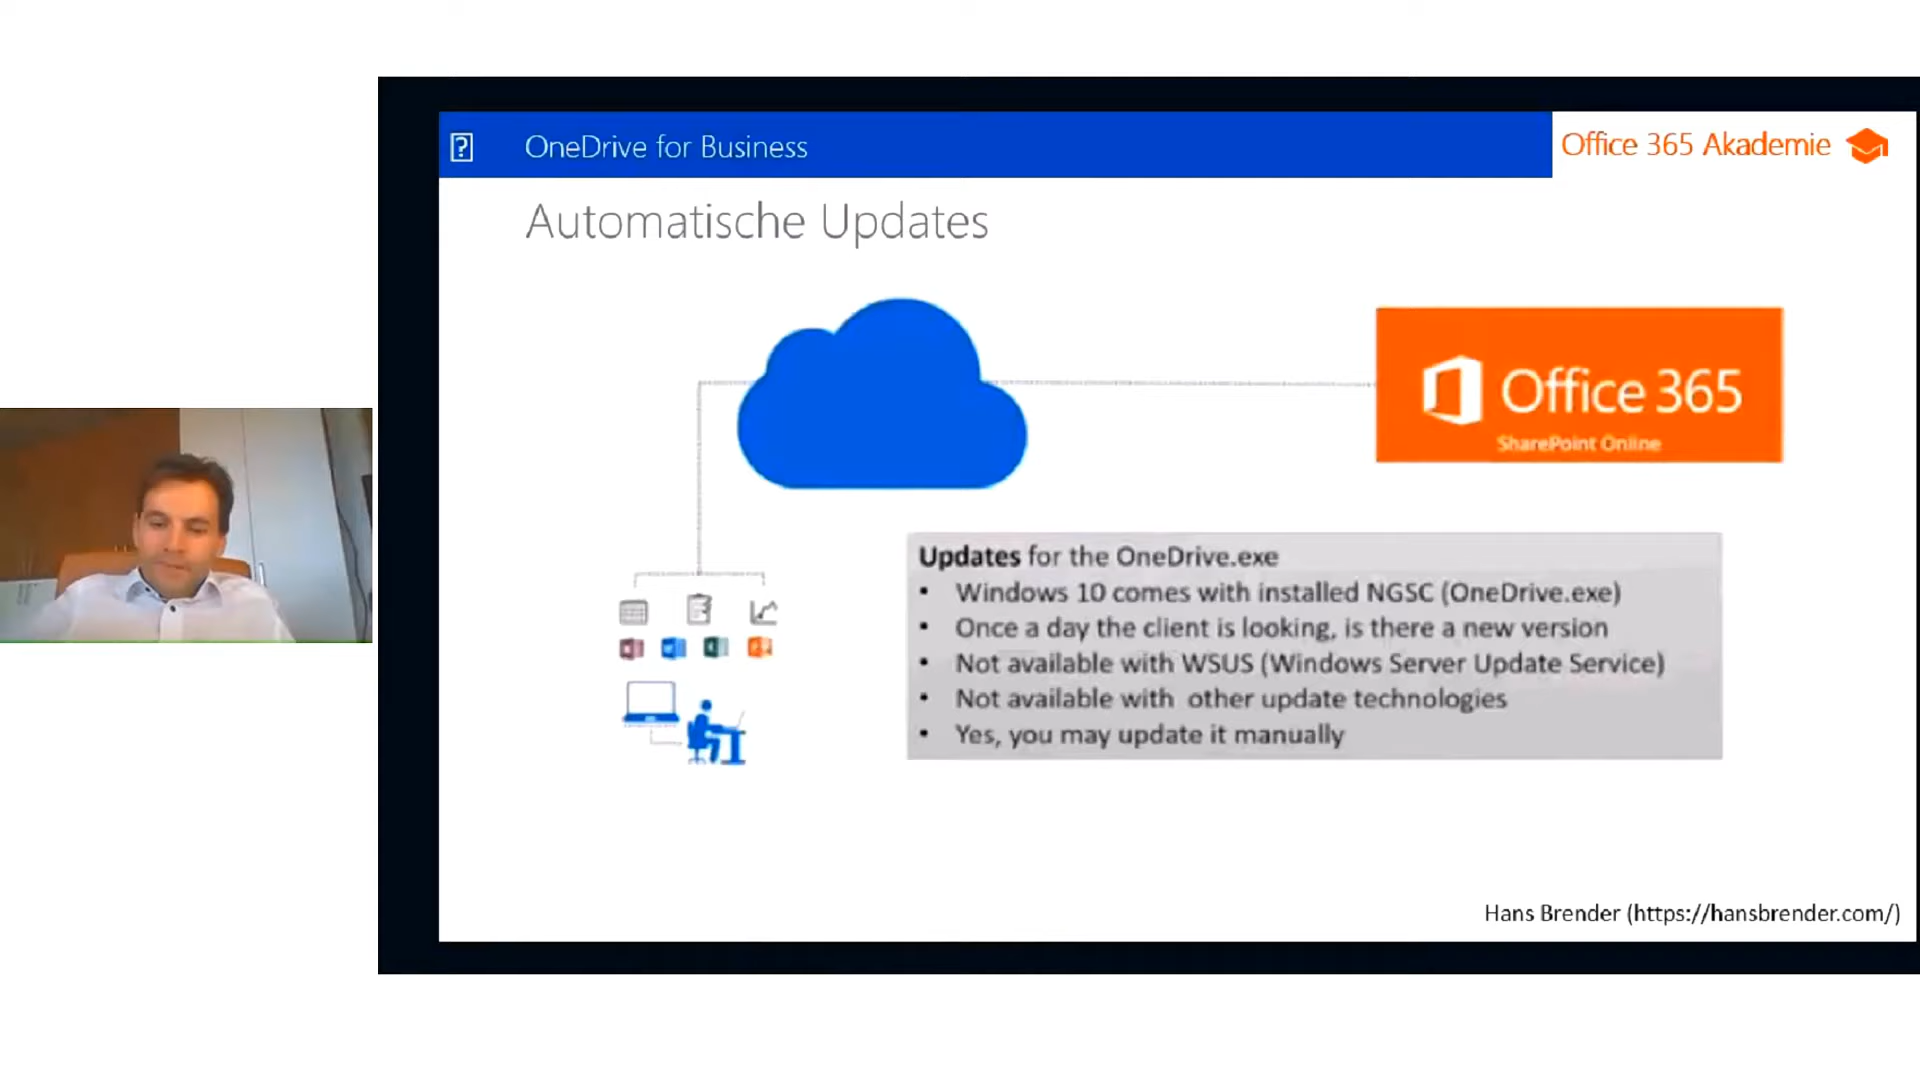 OneDrive for Business
Office 365 Akademie
Automatische Updates
Office 365
SharePoint Online
Updates for the OneDrive.exe
• Windows 10 comes with installed NGSC (OneDrive.exe)
• Once a day the client is looking, is there a new version
• Not available with WSUS (Windows Server Update Service)
• Not available with other update technologies
• Yes, you may update it manually
Hans Brender (https://hansbrender.com/)